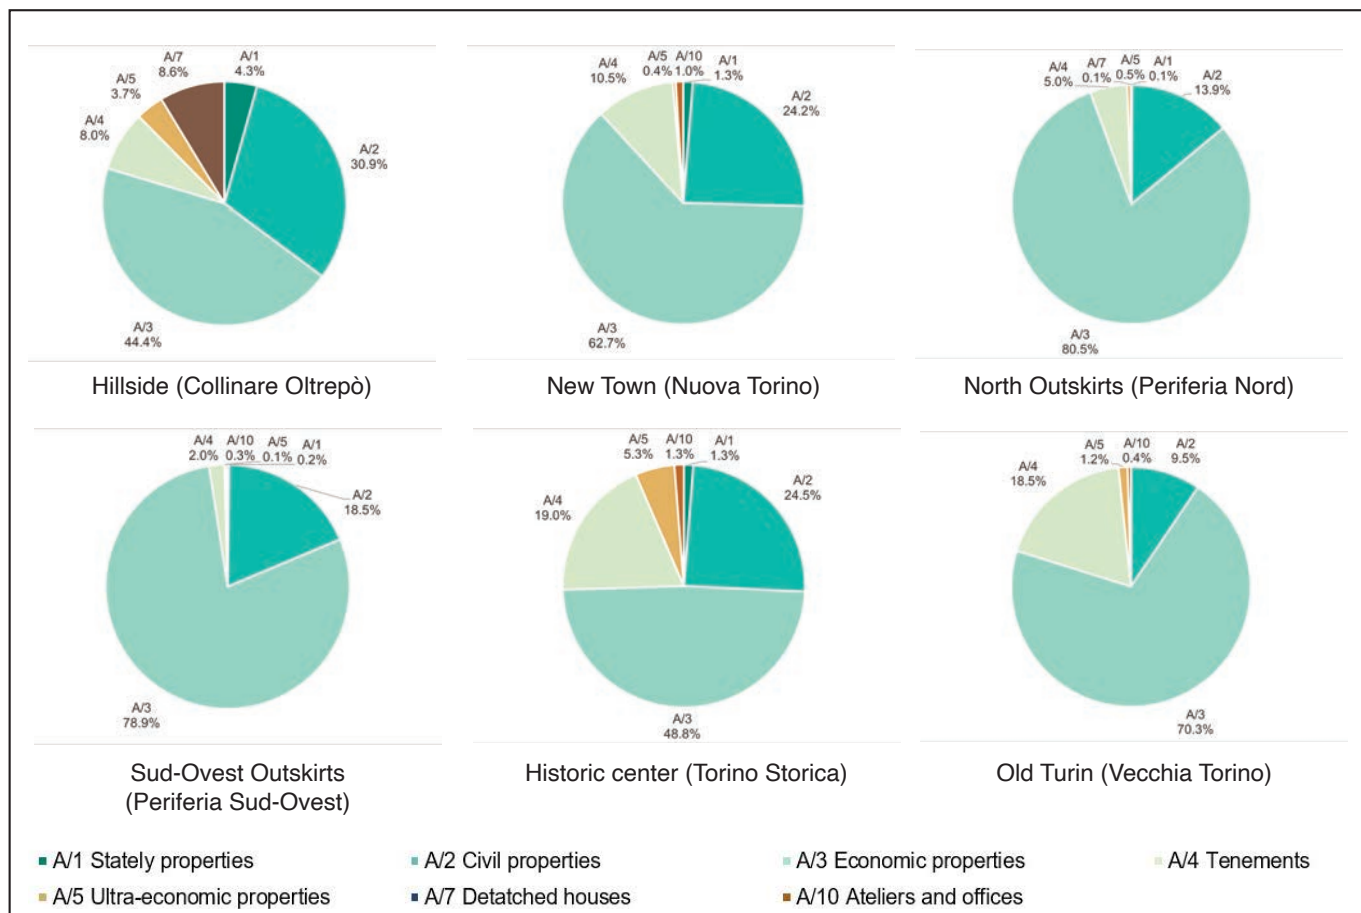 A/7
8.6%
A/1
4.3%
A/5
3.7%
A/4
8.0%
A/2
30.9%
A/3
44.4%
Hillside (Collinare Oltrepò)
A/4
10.5%
A/5
0.4%
A/10
1.0%
A/1
1.3%
A/2
24.2%
A/3
62.7%
New Town (Nuova Torino)
A/4
5.0%
A/7
0.1%
A/5
0.5%
A/1
0.1%
A/2
13.9%
A/3
80.5%
North Outskirts (Periferia Nord)
A/4
2.0%
A/10
0.3%
A/5
0.1%
A/1
0.2%
A/2
18.5%
A/3
78.9%
Sud-Ovest Outskirts
(Periferia Sud-Ovest)
A/5
5.3%
A/10
1.3%
A/1
1.3%
A/4
19.0%
A/2
24.5%
A/3
48.8%
Historic center (Torino Storica)
A/5
1.2%
A/10
0.4%
A/2
9.5%
A/4
18.5%
A/3
70.3%
Old Turin (Vecchia Torino)
A/1 Stately properties
A/2 Civil properties
A/3 Economic properties
A/4 Tenements
A/5 Ultra-economic properties
A/7 Detatched houses
A/10 Ateliers and offices